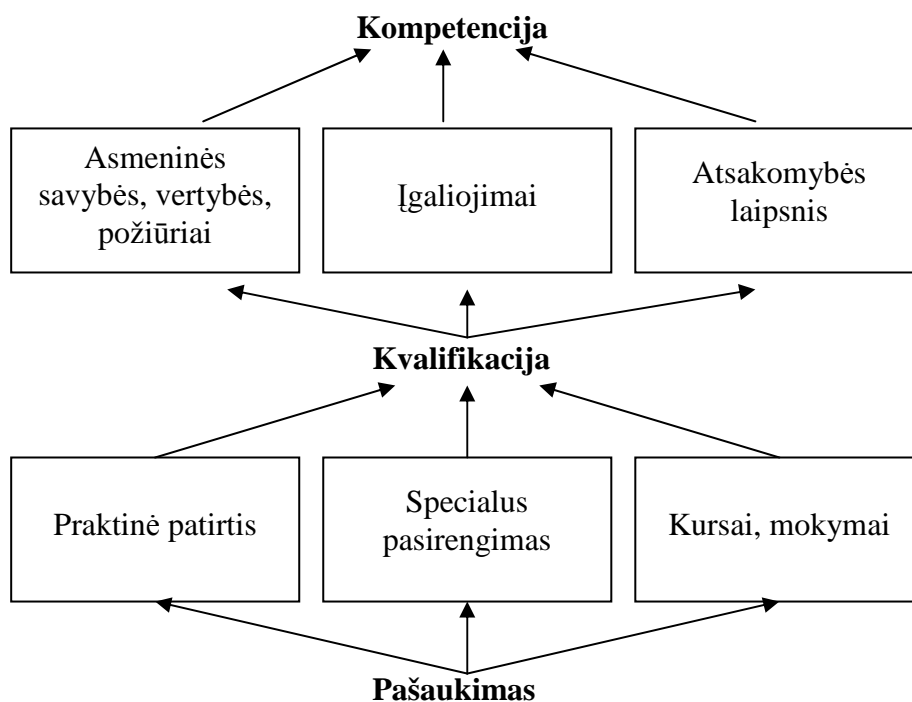 Kompetencija
Asmeninės
savybės, vertybės,
požiūriai
Įgaliojimai
Atsakomybės
laipsnis
Kvalifikacija
Praktinė patirtis
Specialus
pasirengimas
Kursai, mokymai
Pašaukimas